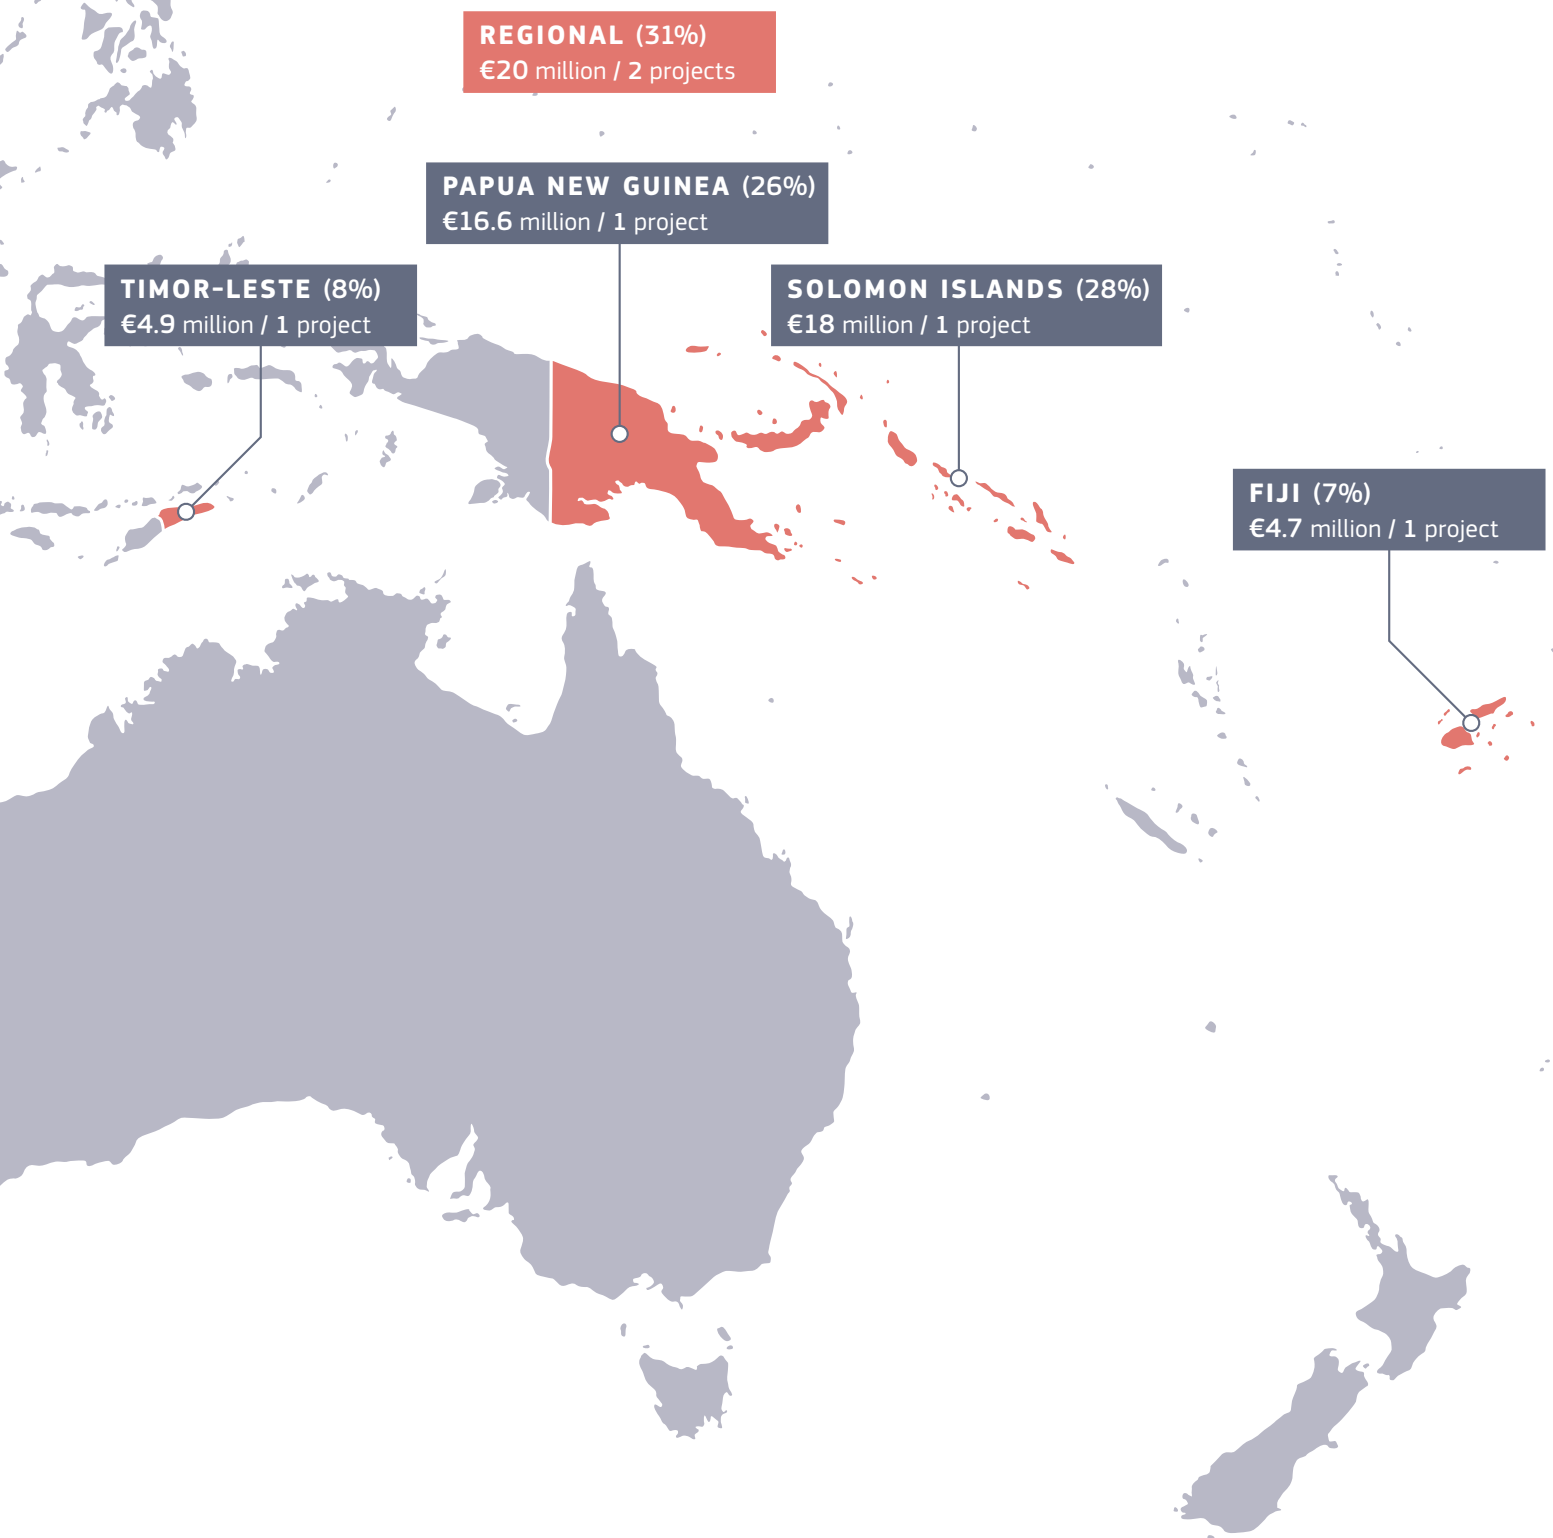 REGIONAL (31%)
€20 million / 2 projects
PAPUA NEW GUINEA (26%)
€16.6 million / 1 project
TIMOR-LESTE (8%)
€4.9 million / 1 project
SOLOMON ISLANDS (28%)
€18 million / 1 project
FIJI (7%)
€4.7 million / 1 project